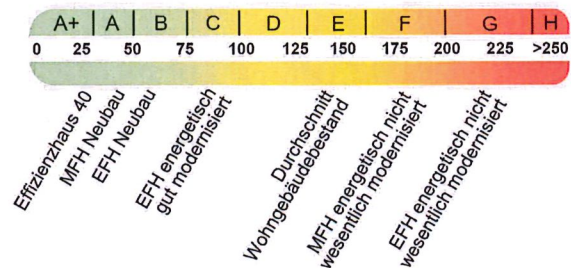 A+ A B C D E F G H
0 25 50 75 100 125 150 175 200 225 >250
Effizienzhaus 40
MFH Neubau
EFH Neubau
EFH energetisch
gut modernisiert
Durchschnitt
Wohngebäudebestand
MFH energetisch nicht
wesentlich modernisiert
EFH energetisch nicht
wesentlich modernisiert